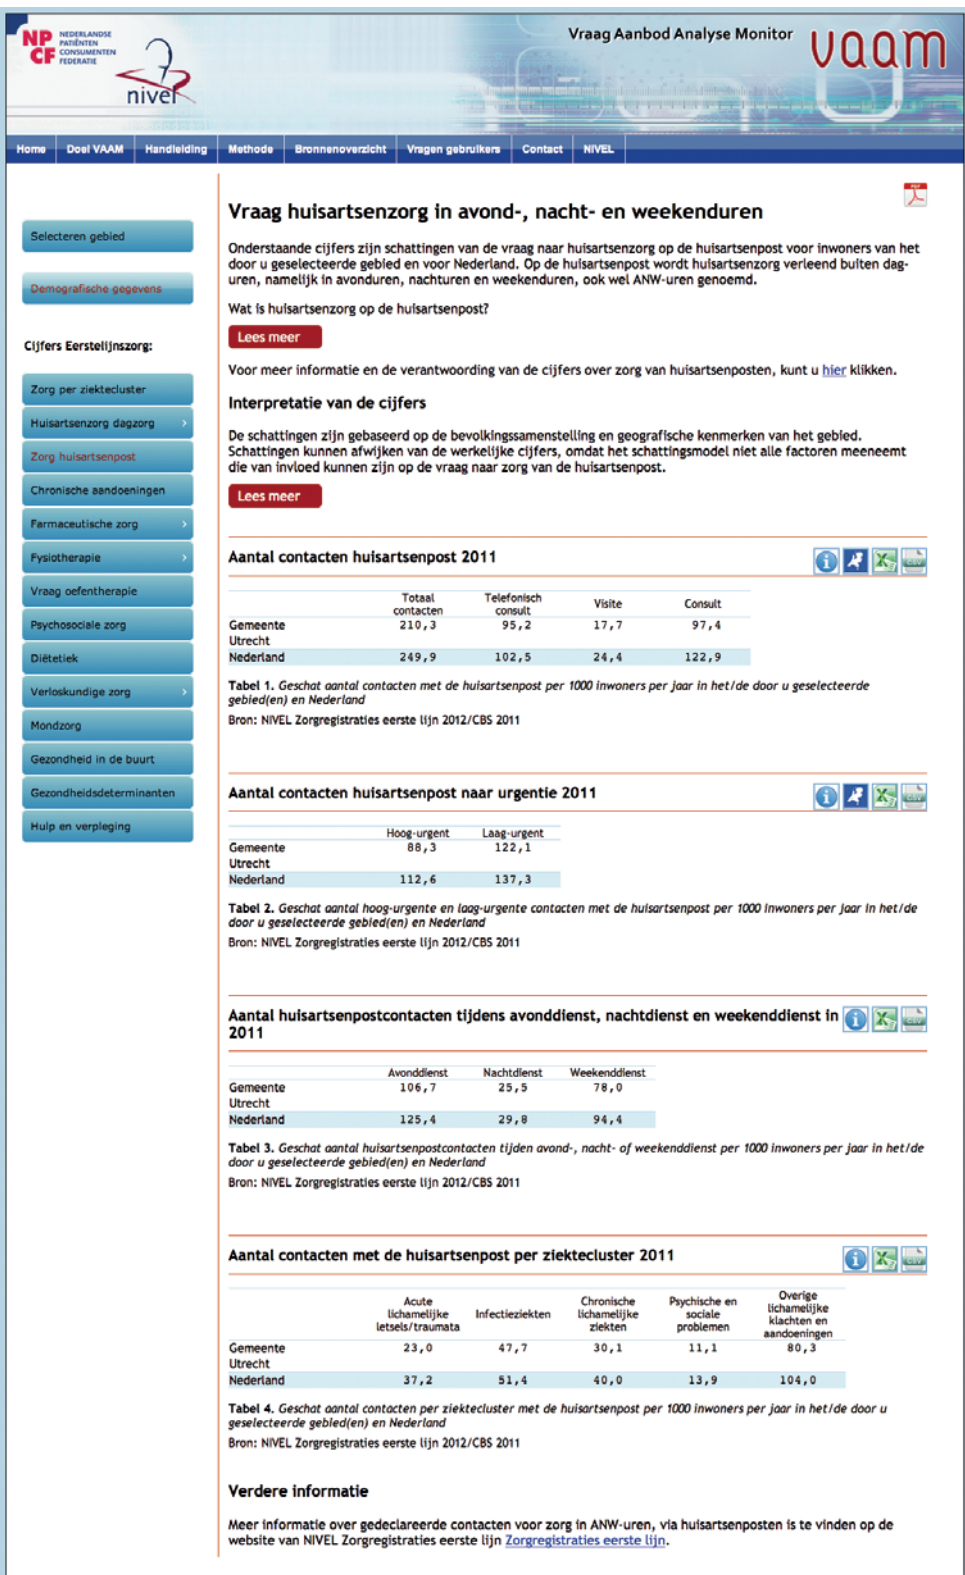 NP
CF
NEDERLANDSE
PATIËNTEN
CONSUMENTEN
FEDERATIE
nivel
Vraag Aanbod Analyse Monitor
vaam
Home
Doel VAAM
Handleiding
Methode
Bronnenoverzicht
Vragen gebruikers
Contact
NIVEL
Selecteren gebied
Demografische gegevens
Cijfers Eerstelijnszorg:
Zorg per ziektecluster
Huisartsenzorg dagzorg
Zorg huisartsenpost
Chronische aandoeningen
Farmaceutische zorg
Fysiotherapie
Vraag oefentherapie
Psychosociale zorg
Diëtetiek
Verloskundige zorg
Mondzorg
Gezondheid in de buurt
Gezondheidsdeterminanten
Hulp en verpleging
PDF
Vraag huisartsenzorg in avond-, nacht- en weekenduren
Onderstaande cijfers zijn schattingen van de vraag naar huisartsenzorg op de huisartsenpost voor inwoners van het
door u geselecteerde gebied en voor Nederland. Op de huisartsenpost wordt huisartsenzorg verleend buiten dag-
uren, namelijk in avonduren, nachturen en weekenduren, ook wel ANW-uren genoemd.
Wat is huisartsenzorg op de huisartsenpost?
Lees meer
Voor meer informatie en de verantwoording van de cijfers over zorg van huisartsenposten, kunt u hier klikken.
Interpretatie van de cijfers
De schattingen zijn gebaseerd op de bevolkingssamenstelling en geografische kenmerken van het gebied.
Schattingen kunnen afwijken van de werkelijke cijfers, omdat het schattingsmodel niet alle factoren meeneemt
die van invloed kunnen zijn op de vraag naar zorg van de huisartsenpost.
Lees meer
Aantal contacten huisartsenpost 2011
CSV
Totaal contacten Telefonisch consult Visite Consult
Gemeente Utrecht 210,3 95,2 17,7 97,4
Nederland 249,9 102,5 24,4 122,9
Tabel 1. Geschat aantal contacten met de huisartsenpost per 1000 inwoners per jaar in het/de door u geselecteerde
gebied(en) en Nederland
Bron: NIVEL Zorgregistraties eerste lijn 2012/CBS 2011
Aantal contacten huisartsenpost naar urgentie 2011
CSV
Hoog-urgent Laag-urgent
Gemeente Utrecht 88,3 122,1
Nederland 112,6 137,3
Tabel 2. Geschat aantal hoog-urgente en laag-urgente contacten met de huisartsenpost per 1000 inwoners per jaar in het/de
door u geselecteerde gebied(en) en Nederland
Bron: NIVEL Zorgregistraties eerste lijn 2012/CBS 2011
Aantal huisartsenpostcontacten tijdens avonddienst, nachtdienst en weekenddienst in
2011
CSV
Avonddienst Nachtdienst Weekenddienst
Gemeente Utrecht 106,7 25,5 78,0
Nederland 125,4 29,8 94,4
Tabel 3. Geschat aantal huisartsenpostcontacten tijden avond-, nacht- of weekenddienst per 1000 inwoners per jaar in het/de
door u geselecteerde gebied(en) en Nederland
Bron: NIVEL Zorgregistraties eerste lijn 2012/CBS 2011
Aantal contacten met de huisartsenpost per ziektecluster 2011
CSV
Acute lichamelijke letsels/traumata Infectieziekten Chronische lichamelijke ziekten Psychische en sociale problemen Overige lichamelijke klachten en aandoeningen
Gemeente Utrecht 23,0 47,7 30,1 11,1 80,3
Nederland 37,2 51,4 40,0 13,9 104,0
Tabel 4. Geschat aantal contacten per ziektecluster met de huisartsenpost per 1000 inwoners per jaar in het/de door u
geselecteerde gebied(en) en Nederland
Bron: NIVEL Zorgregistraties eerste lijn 2012/CBS 2011
Verdere informatie
Meer informatie over gedeclareerde contacten voor zorg in ANW-uren, via huisartsenposten is te vinden op de
website van NIVEL Zorgregistraties eerste lijn Zorgregistraties eerste lijn.